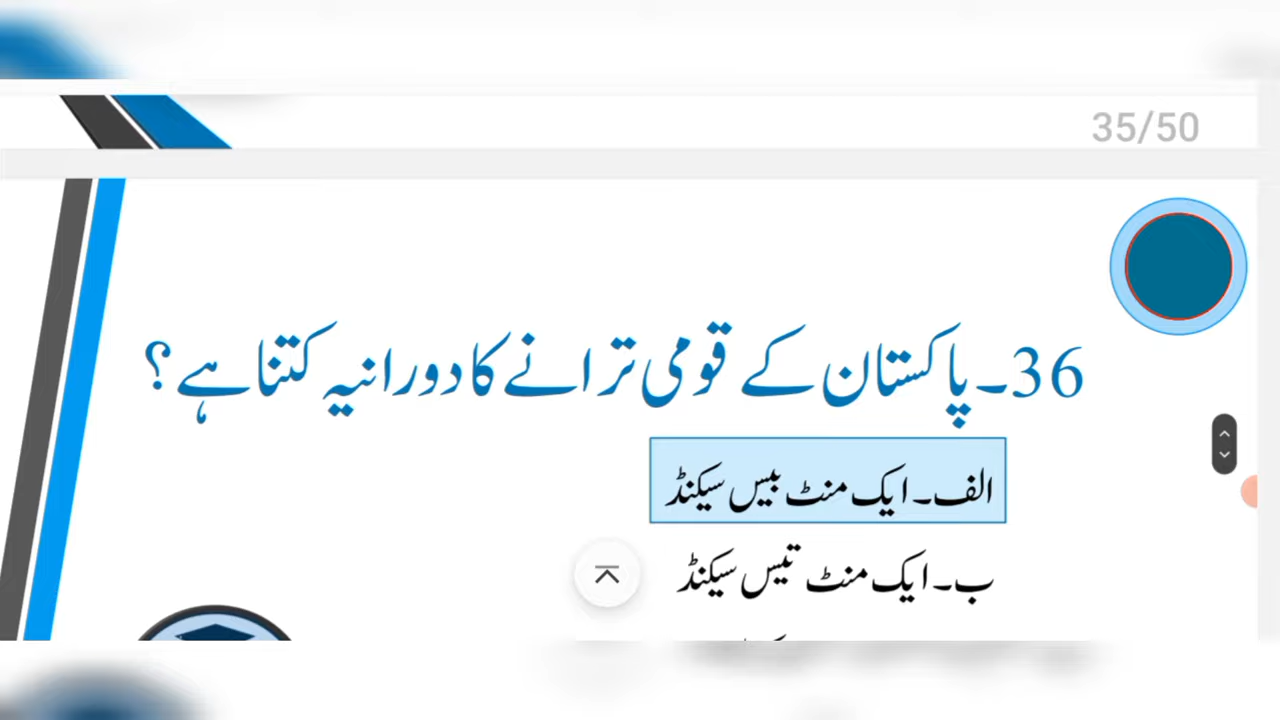 35/50
36۔پاکستان کے قومی ترانے کا دورانیہ کتنا ہے؟
الف۔ایک منٹ بیس سیکنڈ
ب۔ایک منٹ تیس سیکنڈ